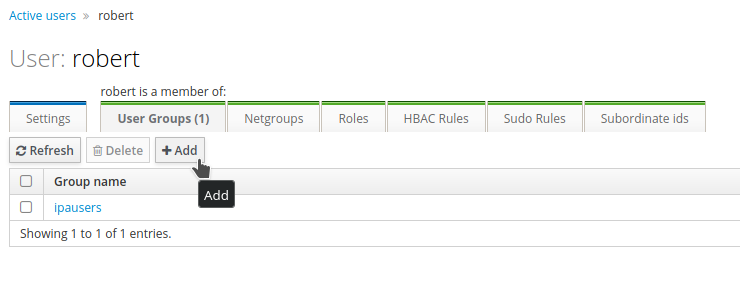 Active users » robert
User: robert
robert is a member of:
Settings User Groups (1) Netgroups Roles HBAC Rules Sudo Rules Subordinate ids
Refresh Delete + Add
Group name
Add
ipausers
Showing 1 to 1 of 1 entries.